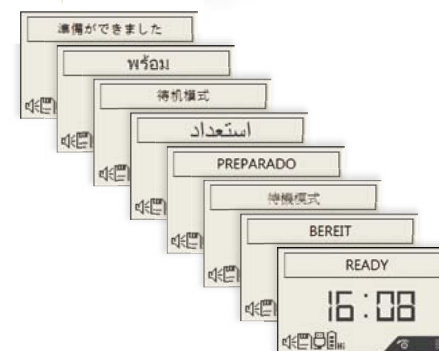 準備ができました
พร้อม
待机模式
استعداد
PREPARADO
待機模式
BEREIT
READY
16:08